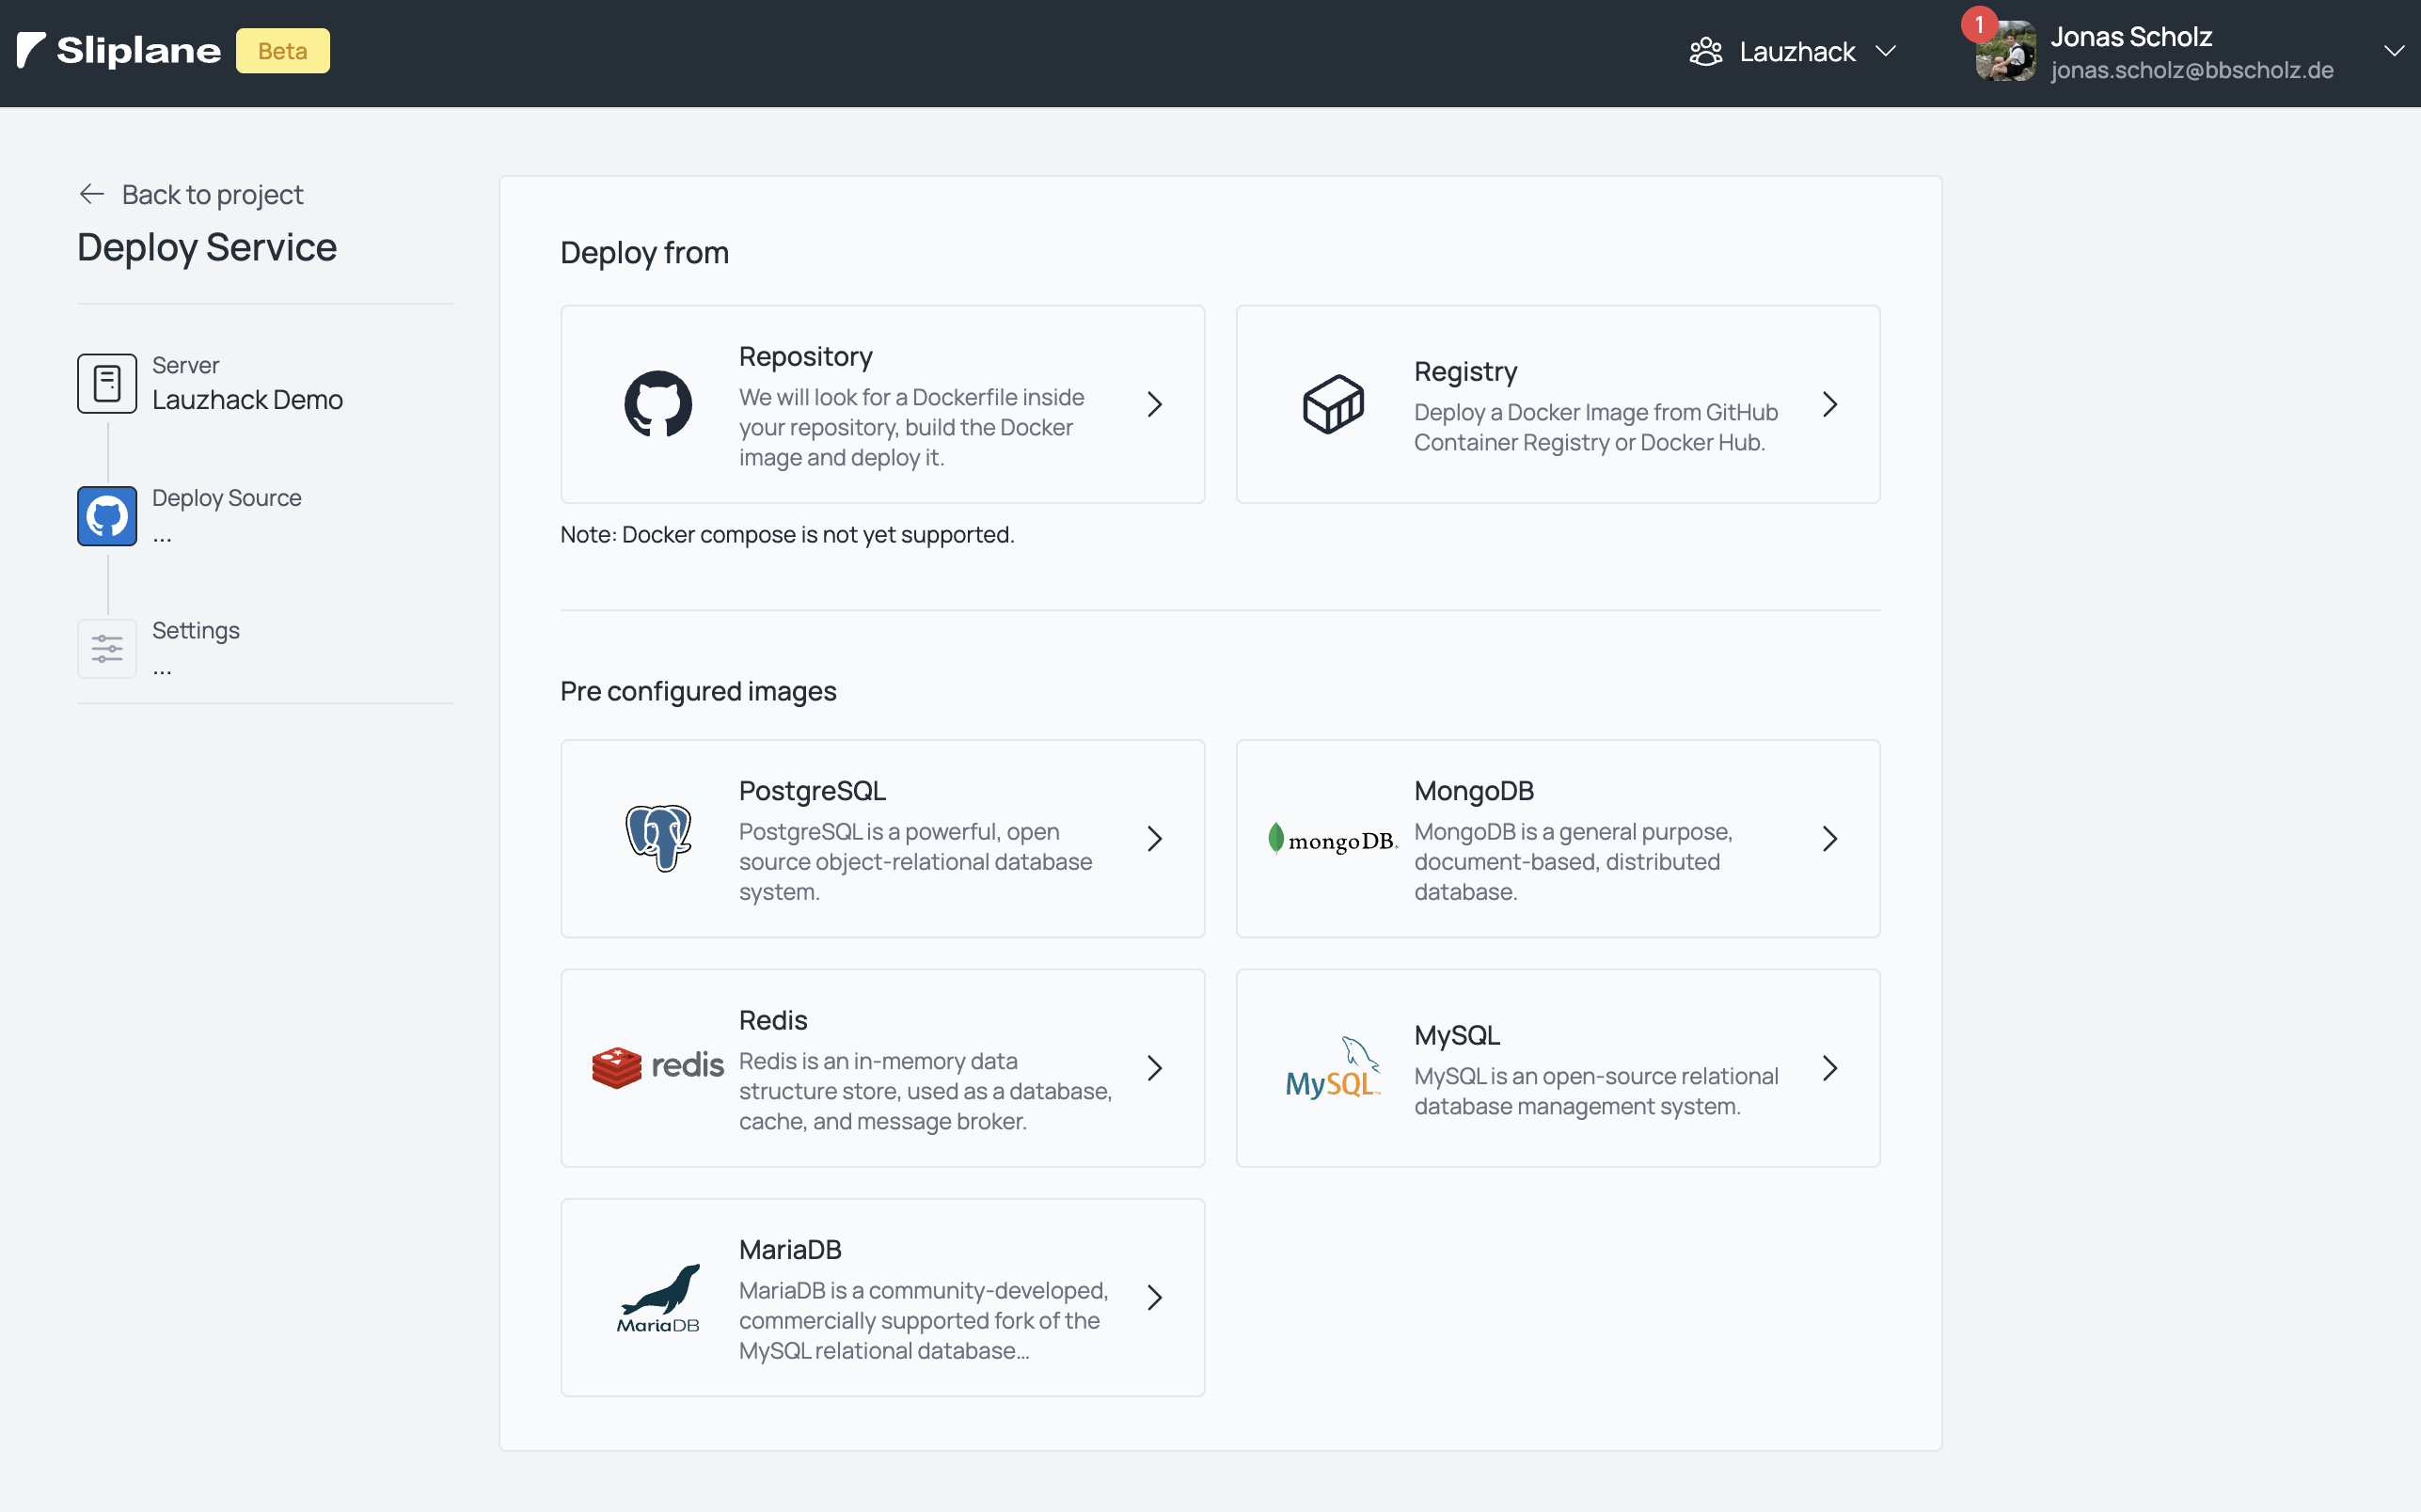 Sliplane
Beta
Lauzhack
1
Jonas Scholz
jonas.scholz@bbscholz.de
Back to project
Deploy Service
Server
Lauzhack Demo
Deploy Source
...
Settings
...
Deploy from
Repository
We will look for a Dockerfile inside
your repository, build the Docker
image and deploy it.
Registry
Deploy a Docker Image from GitHub
Container Registry or Docker Hub.
Note: Docker compose is not yet supported.
Pre configured images
PostgreSQL
PostgreSQL is a powerful, open
source object-relational database
system.
mongoDB.
MongoDB
MongoDB is a general purpose,
document-based, distributed
database.
redis
Redis
Redis is an in-memory data
structure store, used as a database,
cache, and message broker.
MySQL™
MySQL
MySQL is an open-source relational
database management system.
MariaDB
MariaDB
MariaDB is a community-developed,
commercially supported fork of the
MySQL relational database...